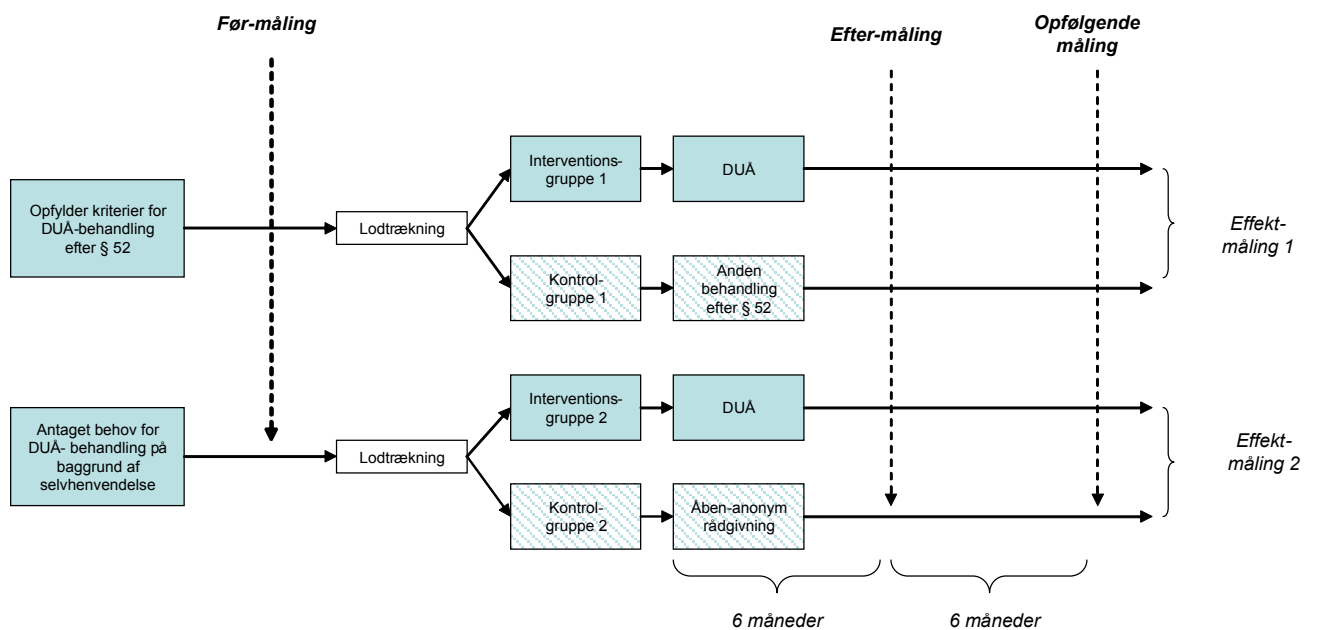 Før-måling
Efter-måling
Opfølgende
måling
Opfylder kriterier for
DUÅ-behandling
efter § 52
Lodtrækning
Interventions-
gruppe 1
DUÅ
Kontrol-
gruppe 1
Anden
behandling
efter § 52
Effekt-
måling 1
Antaget behov for
DUÅ- behandling på
baggrund af
selvhenvendelse
Lodtrækning
Interventions-
gruppe 2
DUÅ
Kontrol-
gruppe 2
Åben-anonym
rådgivning
Effekt-
måling 2
6 måneder
6 måneder